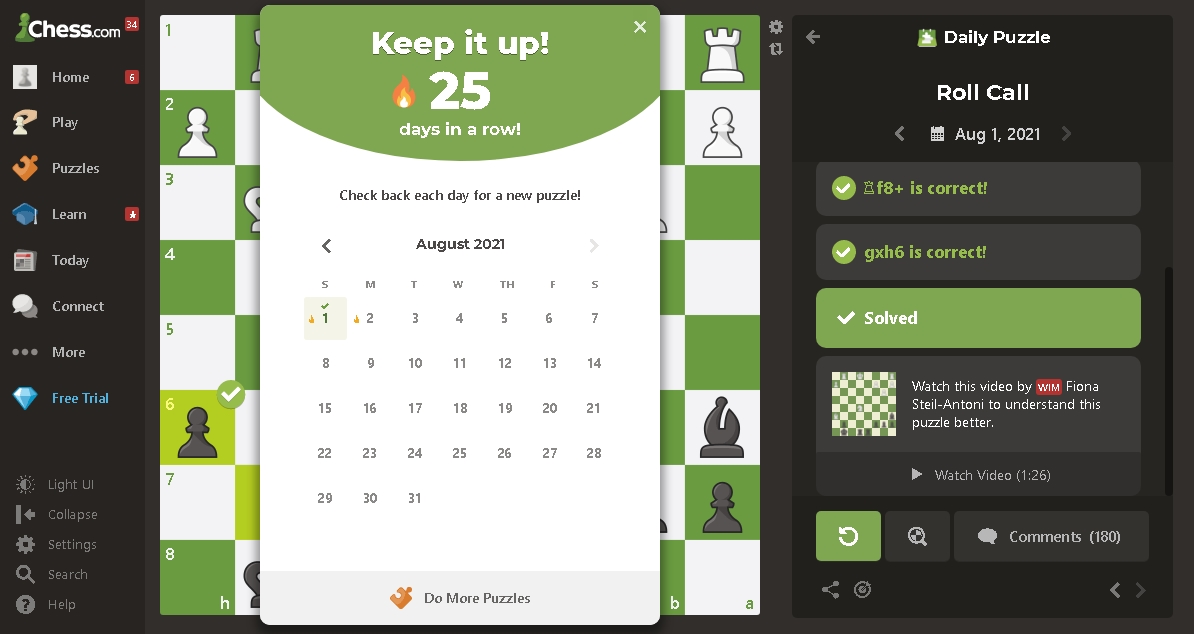 Chess.com 34
Home 6
Play
Puzzles
Learn
Today
Connect
More
Free Trial
Light UI
Collapse
Settings
Search
Help
1
2
3
4
5
6
7
8
h
b
a
Keep it up!
25
days in a row!
Check back each day for a new puzzle!
August 2021
S M T W TH F S
1 2 3 4 5 6 7
8 9 10 11 12 13 14
15 16 17 18 19 20 21
22 23 24 25 26 27 28
29 30 31
Do More Puzzles
Daily Puzzle
Roll Call
Aug 1, 2021
♖f8+ is correct!
gxh6 is correct!
Solved
Watch this video by WIM Fiona
Steil-Antoni to understand this
puzzle better.
Watch Video (1:26)
Comments (180)